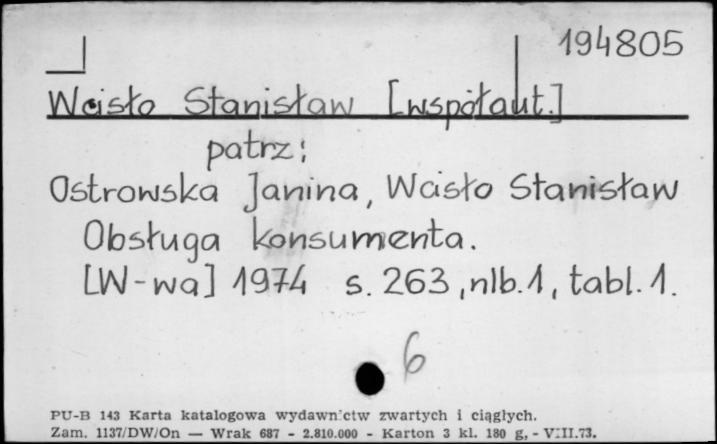 194805
Wcisło Stanisław [współaut.]
patrz:
Ostrowska Janina, Wcisło Stanisław
Obsługa konsumenta.
[W-wa] 1974 s. 263, nlb. 1, tabl. 1.
6
PU-B 143 Karta katalogowa wydawnictw zwartych i ciągłych.
Zam. 1137/DW/On — Wrak 687 - 2.810.000 - Karton 3 kl. 180 g, - VIII.73.